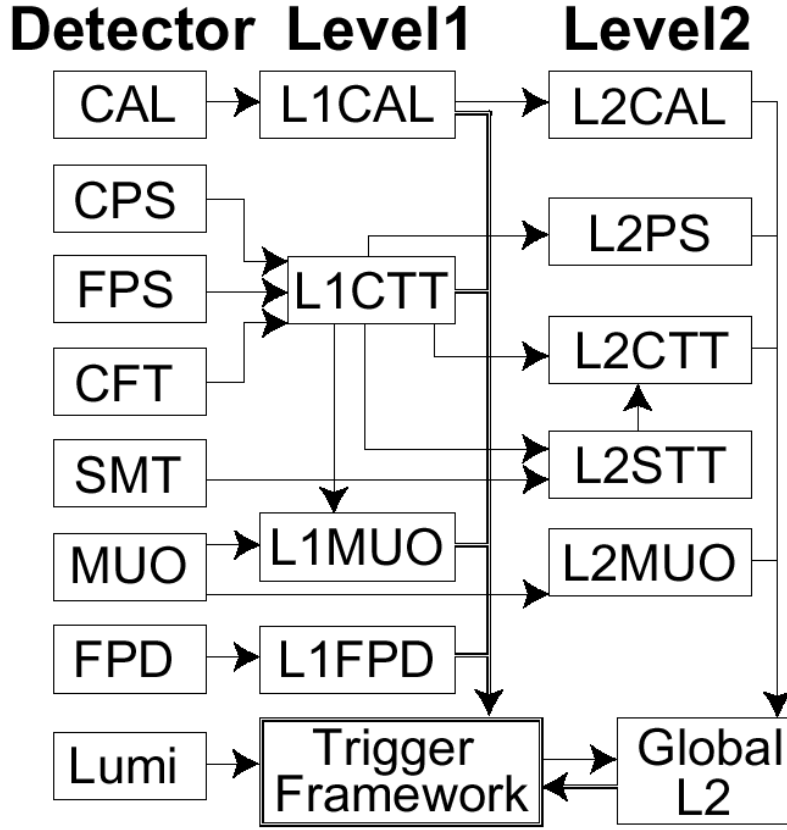 Detector Level1 Level2
CAL L1CAL L2CAL
CPS
L2PS
FPS L1CTT
L2CTT
CFT
SMT L2STT
MUO L1MUO L2MUO
FPD L1FPD
Lumi
Trigger
Framework
Global
L2